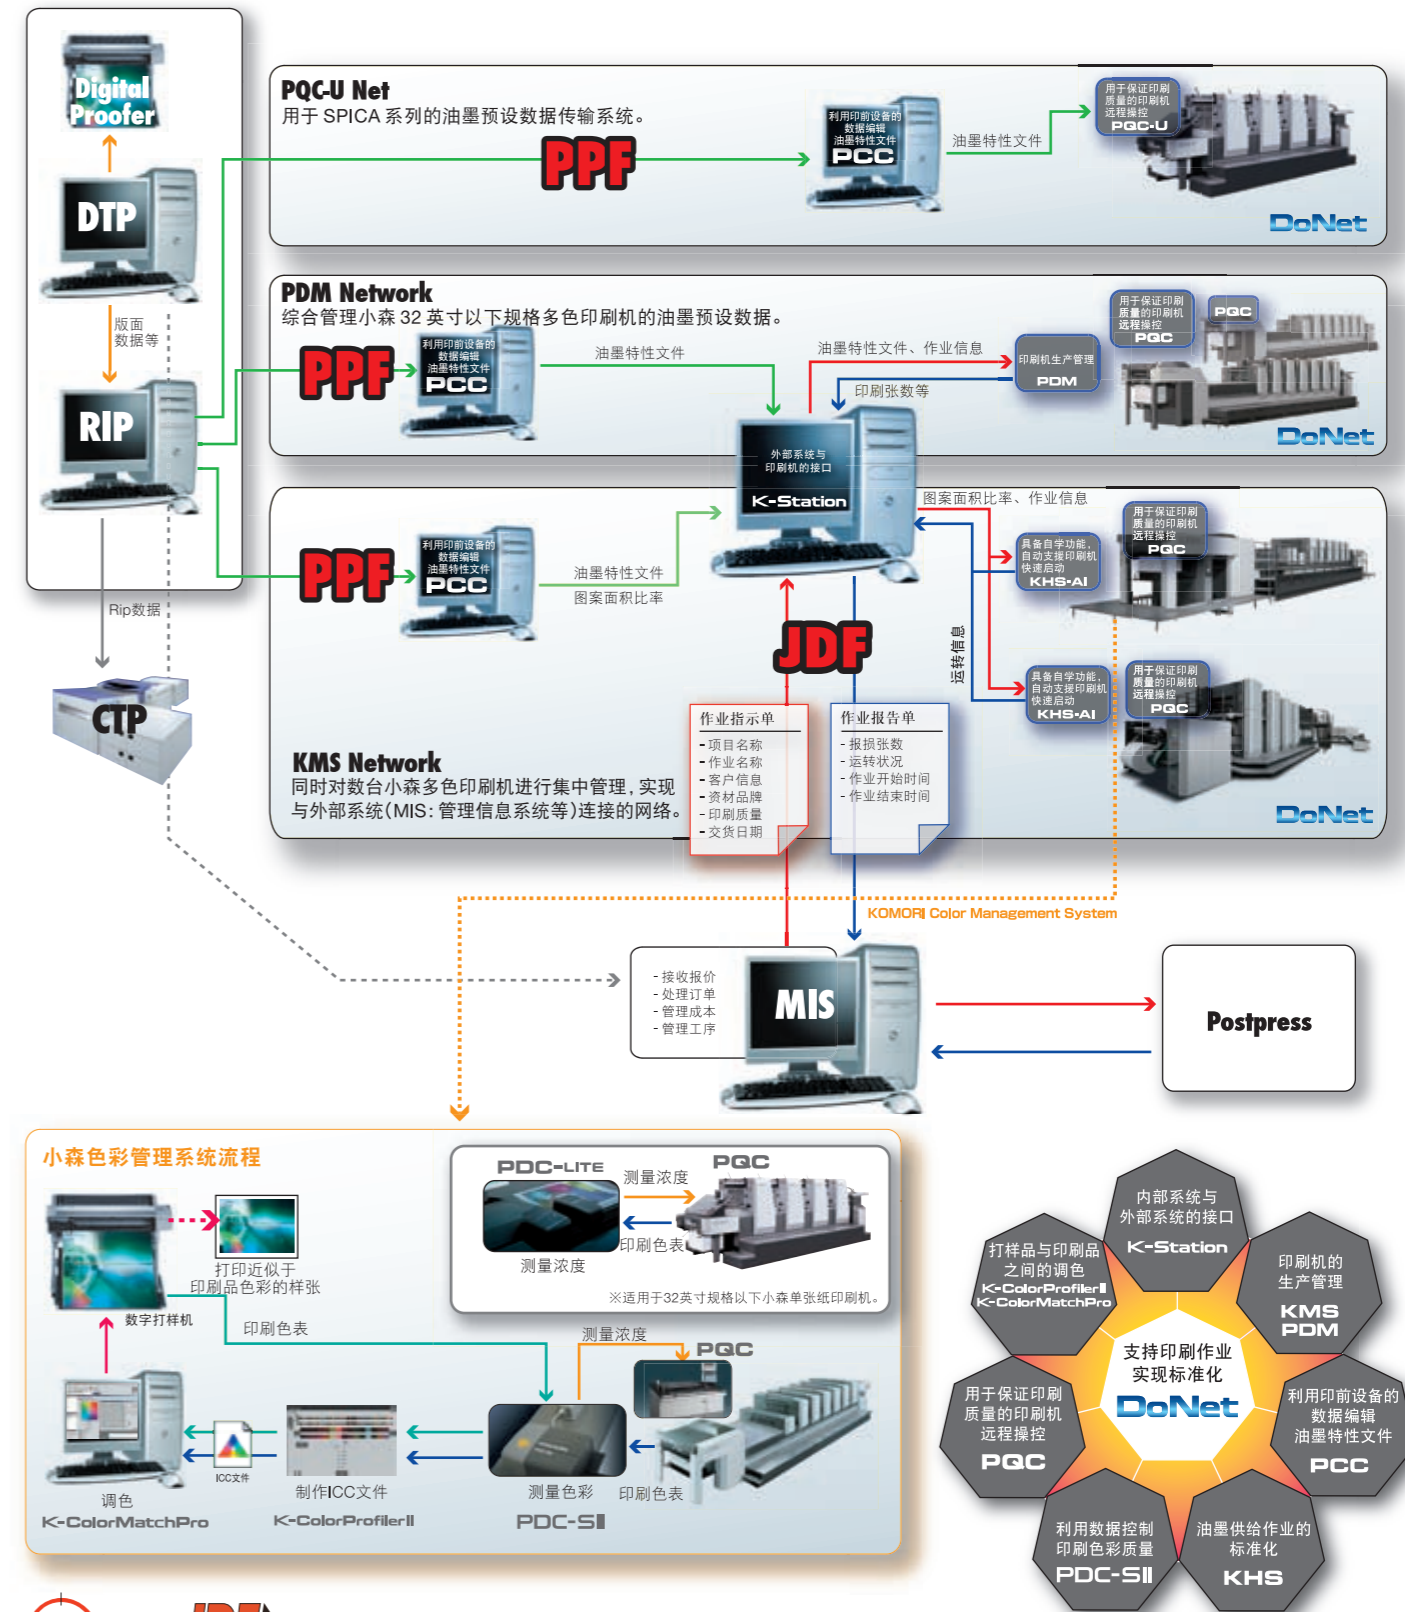 Digital
Proofer
DTP
版面
数据等
RIP
Rip数据
CTP
PQC-U Net
用于 SPICA 系列的油墨预设数据传输系统。
PPF
利用印前设备的
数据编辑
油墨特性文件
PCC
油墨特性文件
用于保证印刷
质量的印刷机
远程操控
PQC-U
DoNet
PDM Network
综合管理小森 32 英寸以下规格多色印刷机的油墨预设数据。
PPF
利用印前设备的
数据编辑
油墨特性文件
PCC
油墨特性文件
油墨特性文件、作业信息
印刷张数等
印刷机生产管理
PDM
用于保证印刷
质量的印刷机
远程操控
PQC
PQC
DoNet
外部系统与
印刷机的接口
K-Station
PPF
利用印前设备的
数据编辑
油墨特性文件
PCC
油墨特性文件
图案面积比率
图案面积比率、作业信息
具备自学功能，
自动支援印刷机
快速启动
KHS-AI
用于保证印刷
质量的印刷机
远程操控
PQC
运转信息
具备自学功能，
自动支援印刷机
快速启动
KHS-AI
用于保证印刷
质量的印刷机
远程操控
PQC
JDF
作业指示单
- 项目名称
- 作业名称
- 客户信息
- 资材品牌
- 印刷质量
- 交货日期
作业报告单
- 报损张数
- 运转状况
- 作业开始时间
- 作业结束时间
KMS Network
同时对数台小森多色印刷机进行集中管理，实现
与外部系统（MIS：管理信息系统等）连接的网络。
DoNet
KOMORI Color Management System
- 接收报价
- 处理订单
- 管理成本
- 管理工序
MIS
Postpress
小森色彩管理系统流程
打印近似于
印刷品色彩的样张
数字打样机
印刷色表
PDC-LITE
测量浓度
PQC
印刷色表
测量浓度
※适用于32英寸规格以下小森单张纸印刷机。
测量浓度
PQC
ICC文件
调色
K-ColorMatchPro
制作ICC文件
K-ColorProfilerII
测量色彩
PDC-SII
印刷色表
内部系统与
外部系统的接口
K-Station
打样品与印刷品
之间的调色
K-ColorProfilerII
K-ColorMatchPro
印刷机的
生产管理
KMS
PDM
支持印刷作业
实现标准化
DoNet
用于保证印刷
质量的印刷机
远程操控
PQC
利用印前设备的
数据编辑
油墨特性文件
PCC
利用数据控制
印刷色彩质量
PDC-SII
油墨供给作业的
标准化
KHS